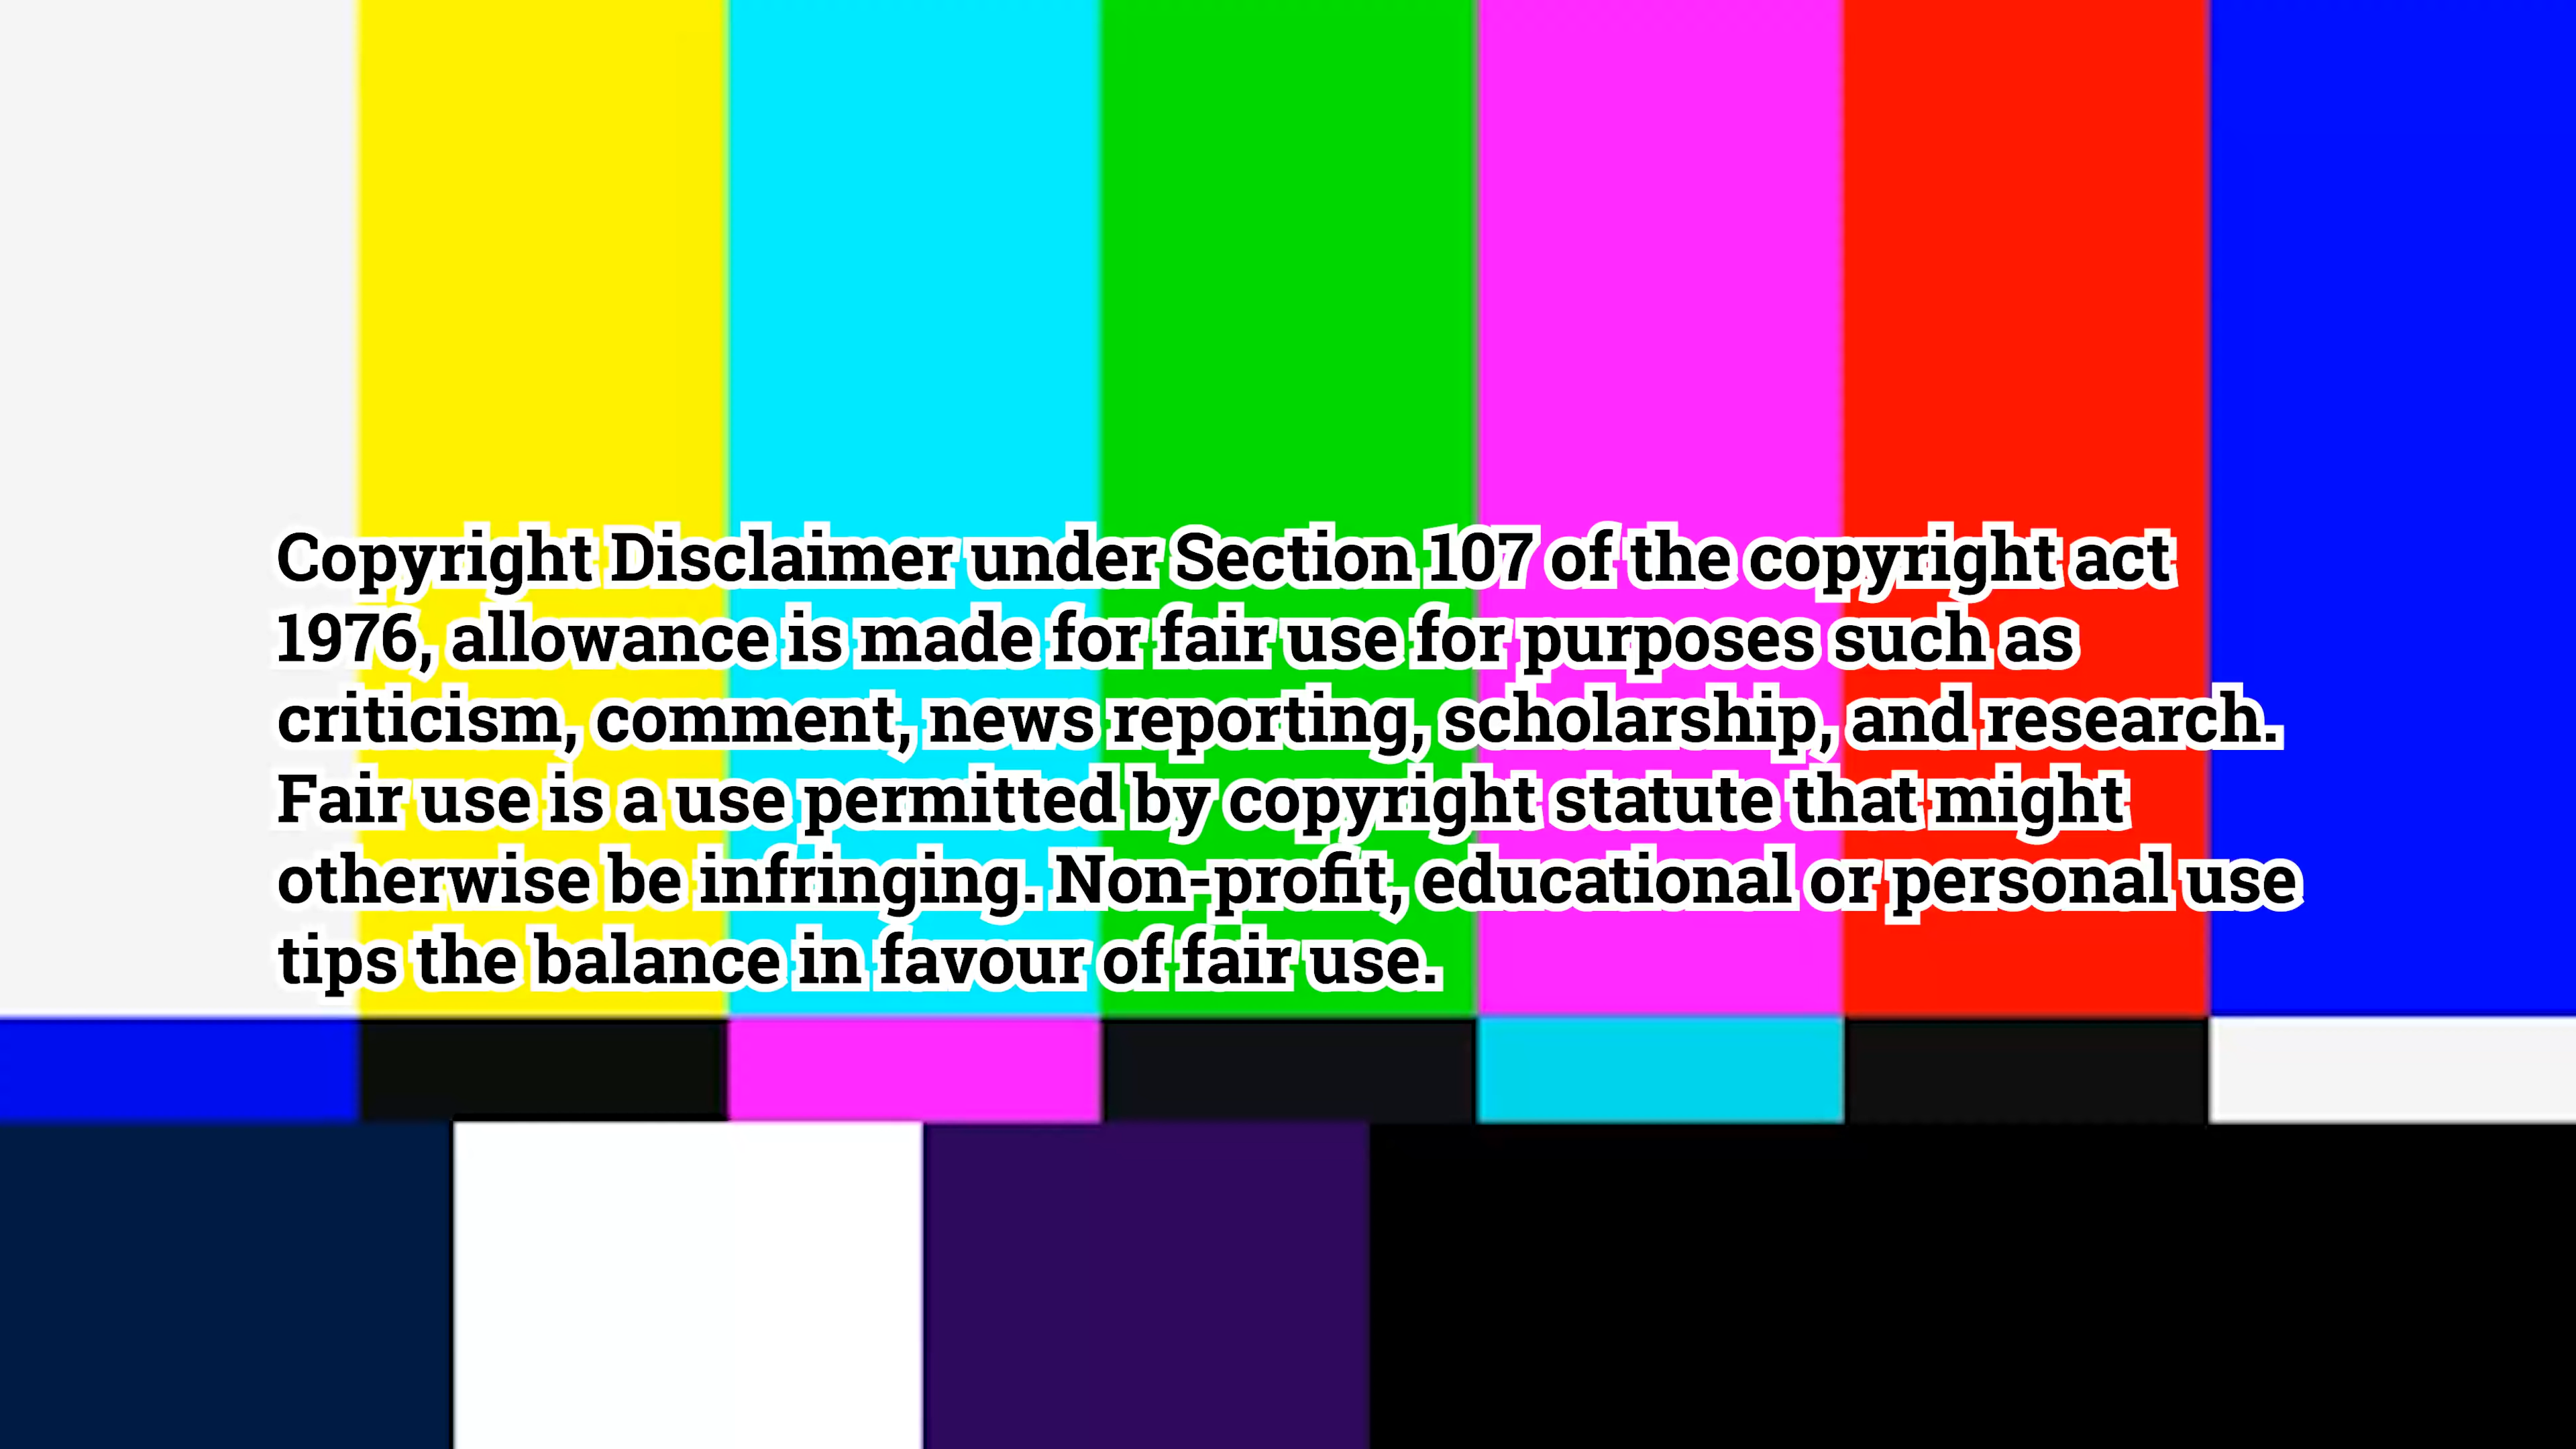 Copyright Disclaimer under Section 107 of the copyright act
1976, allowance is made for fair use for purposes such as
criticism, comment, news reporting, scholarship, and research.
Fair use is a use permitted by copyright statute that might
otherwise be infringing. Non-profit, educational or personal use
tips the balance in favour of fair use.